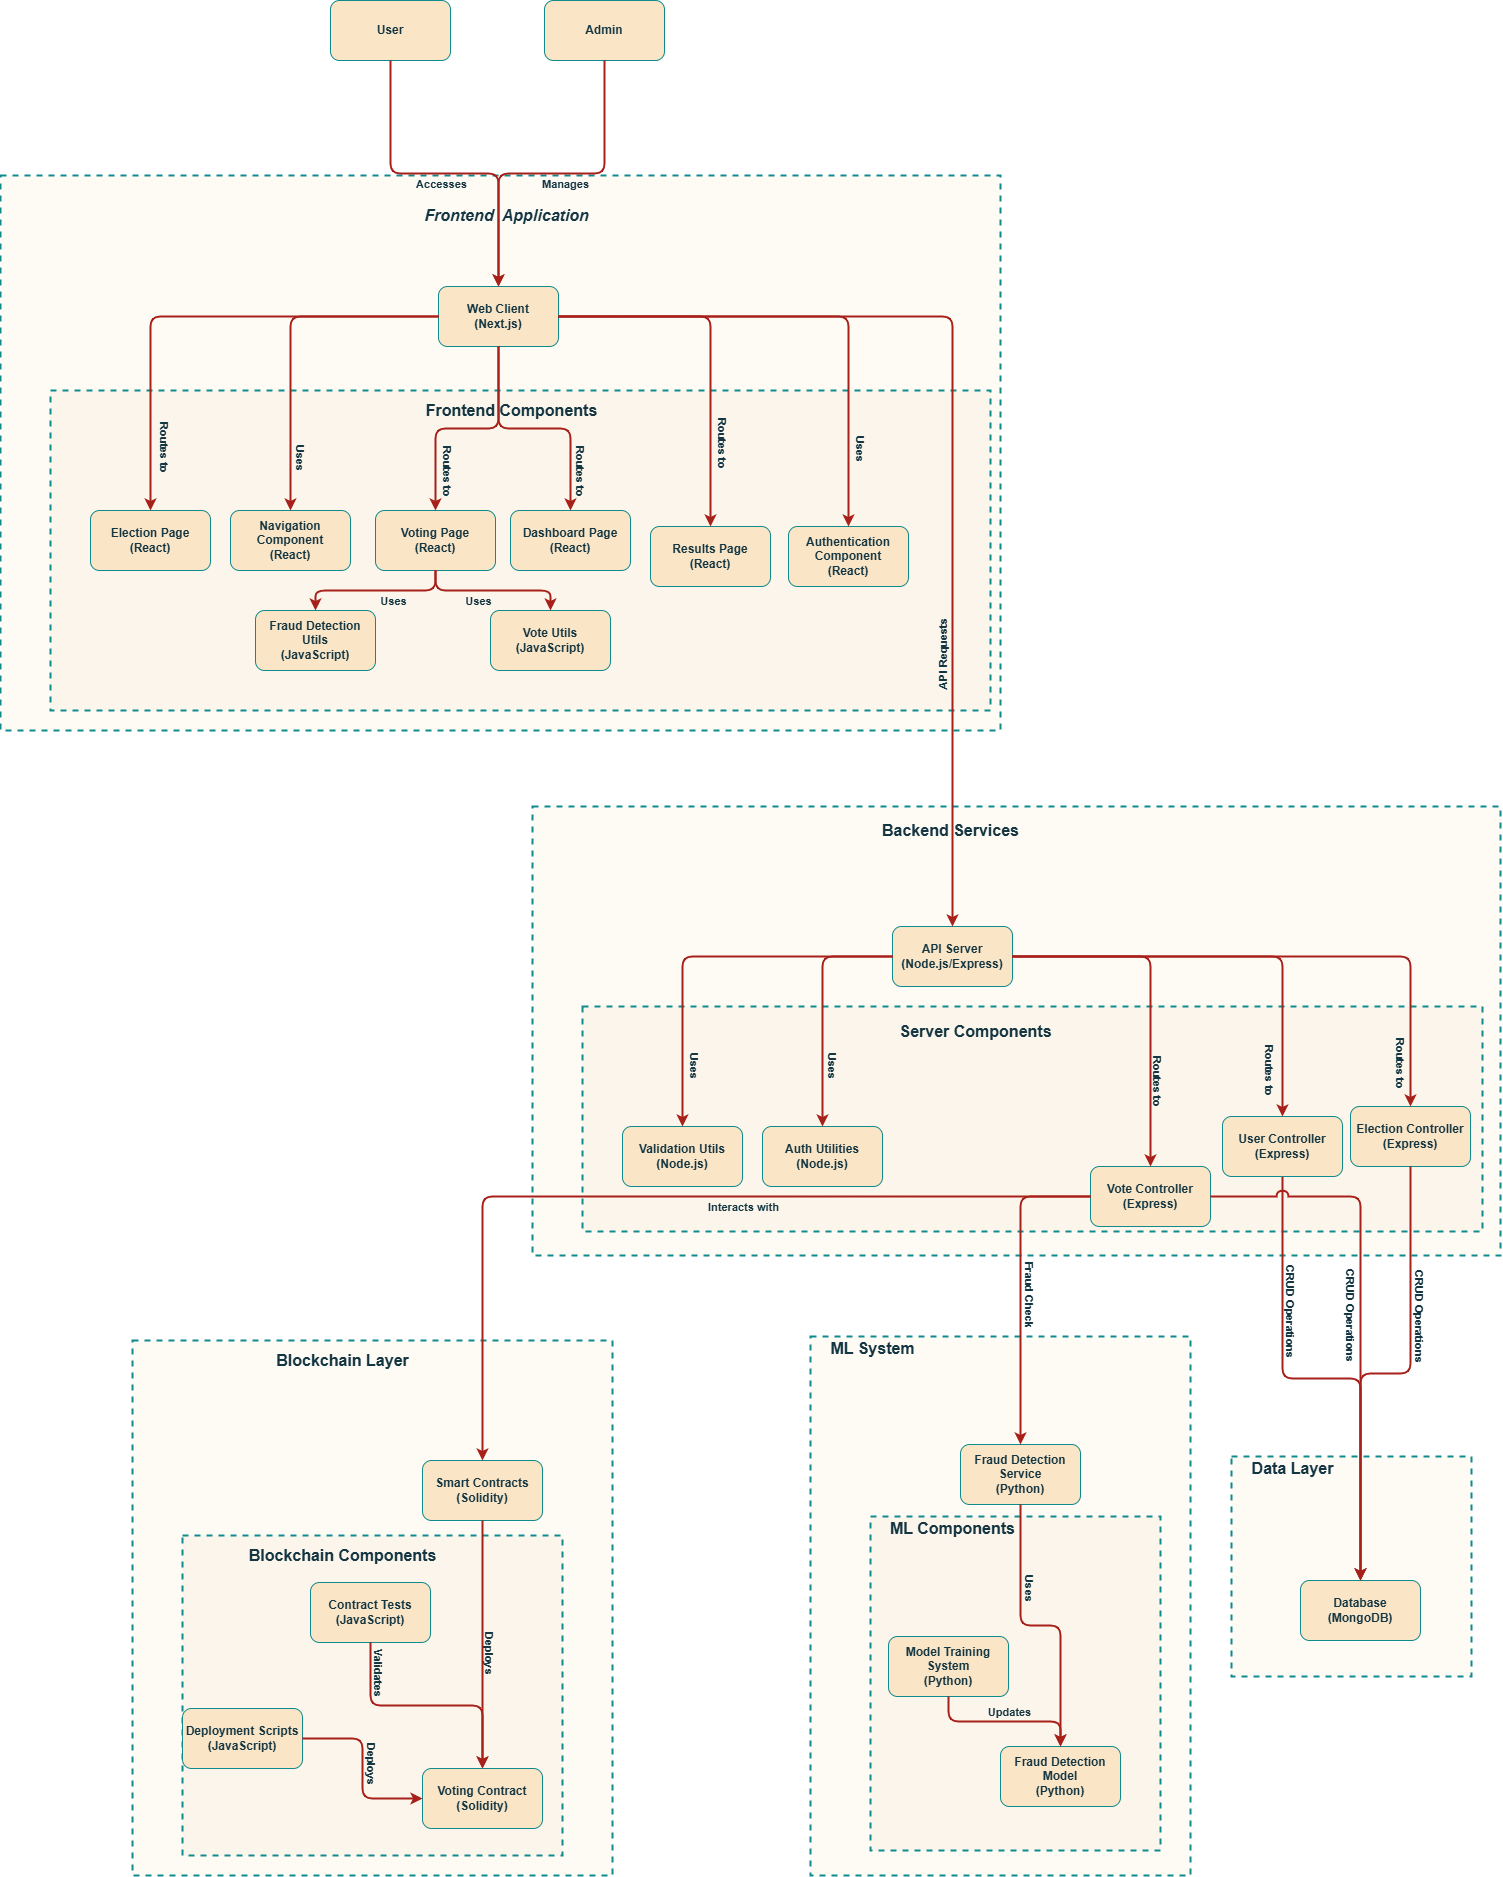 User
Admin
Accesses
Manages
Frontend Application
Web Client
(Next.js)
Frontend Components
Routes to
Uses
Routes to
Routes to
Routes to
Uses
Election Page
(React)
Navigation
Component
(React)
Voting Page
(React)
Dashboard Page
(React)
Results Page
(React)
Authentication
Component
(React)
Uses
Uses
Fraud Detection
Utils
(JavaScript)
Vote Utils
(JavaScript)
API Requests
Backend Services
API Server
(Node.js/Express)
Server Components
Uses
Uses
Routes to
Routes to
Routes to
Validation Utils
(Node.js)
Auth Utilities
(Node.js)
User Controller
(Express)
Election Controller
(Express)
Vote Controller
(Express)
Interacts with
Fraud Check
CRUD Operations
CRUD Operations
CRUD Operations
Blockchain Layer
Smart Contracts
(Solidity)
Blockchain Components
Contract Tests
(JavaScript)
Validates
Deploys
Deployment Scripts
(JavaScript)
Deploys
Voting Contract
(Solidity)
ML System
Fraud Detection
Service
(Python)
ML Components
Uses
Model Training
System
(Python)
Updates
Fraud Detection
Model
(Python)
Data Layer
Database
(MongoDB)